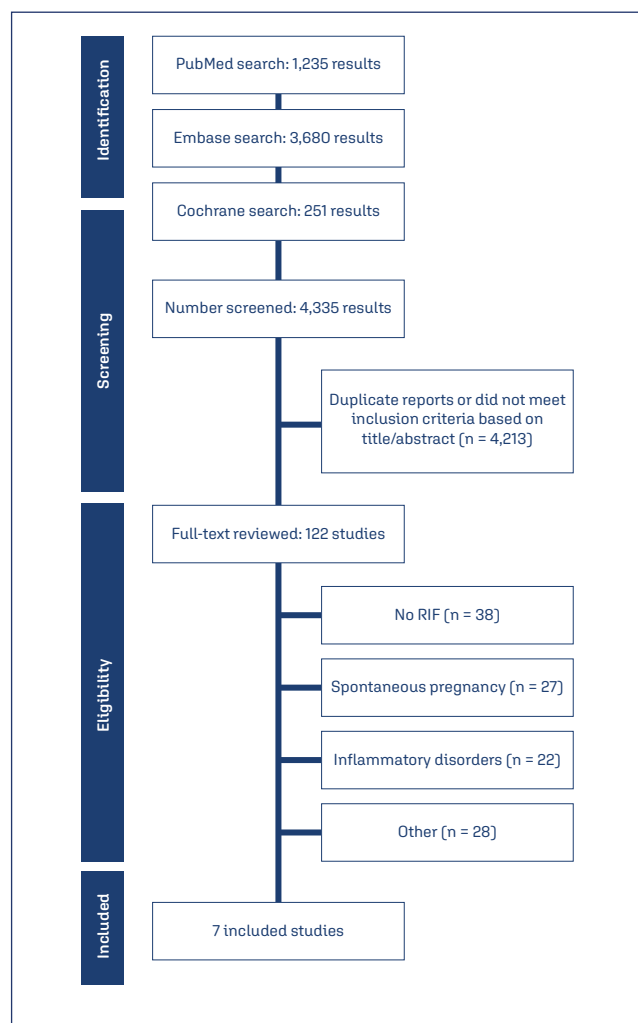 Identification
PubMed search: 1,235 results
Embase search: 3,680 results
Cochrane search: 251 results
Screening
Number screened: 4,335 results
Duplicate reports or did not meet
inclusion criteria based on
title/abstract (n = 4,213)
Eligibility
Full-text reviewed: 122 studies
No RIF (n = 38)
Spontaneous pregnancy (n = 27)
Inflammatory disorders (n = 22)
Other (n = 28)
Included
7 included studies